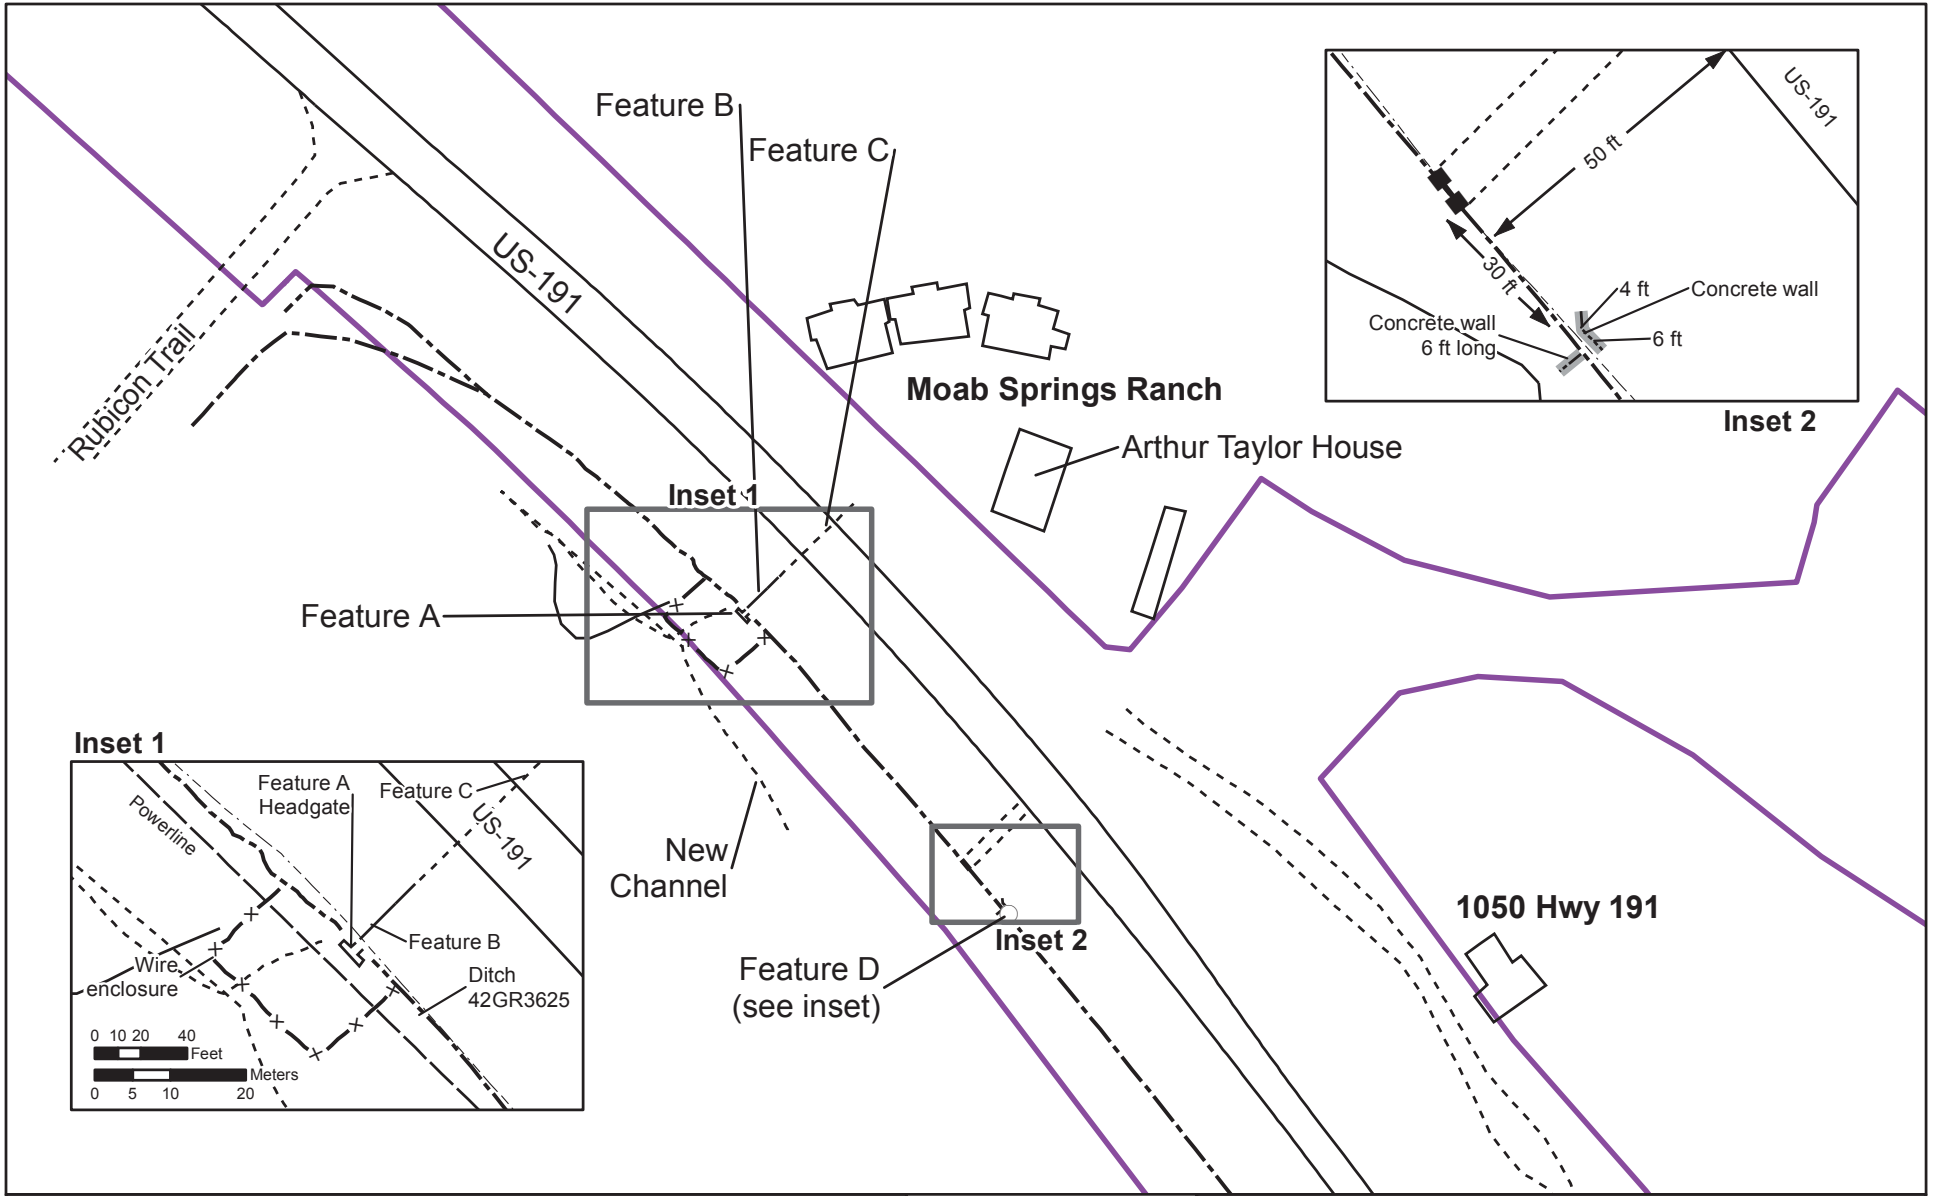 Feature B
Feature C
US-191
Rubicon Trail
Moab Springs Ranch
Arthur Taylor House
Inset 1
Feature A
New
Channel
Inset 2
Feature D
(see inset)
1050 Hwy 191
US-191
50 ft
30 ft
4 ft
Concrete wall
Concrete wall
6 ft long
6 ft
Inset 2
Inset 1
Feature A
Headgate
Feature C
Powerline
US-191
Feature B
Wire
enclosure
Ditch
42GR3625
0 10 20 40
Feet
Meters
0 5 10 20